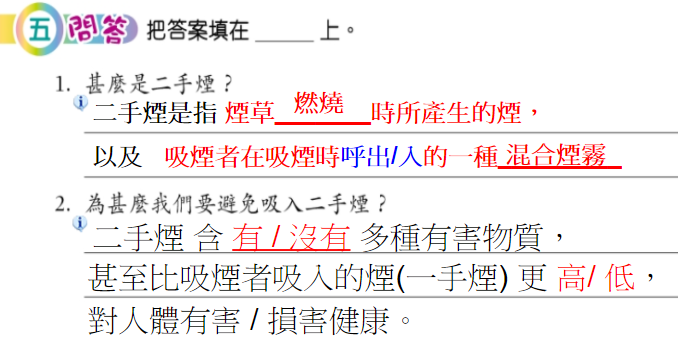 五 問答 把答案填在 ______ 上。
1. 甚麼是二手煙？
二手煙是指 煙草 燃燒 時所產生的煙，
以及 吸煙者在吸煙時呼出/入的一種 混合煙霧
2. 為甚麼我們要避免吸入二手煙？
二手煙 含 有 / 沒有 多種有害物質，
甚至比吸煙者吸入的煙(一手煙) 更 高/ 低，
對人體有害 / 損害健康。